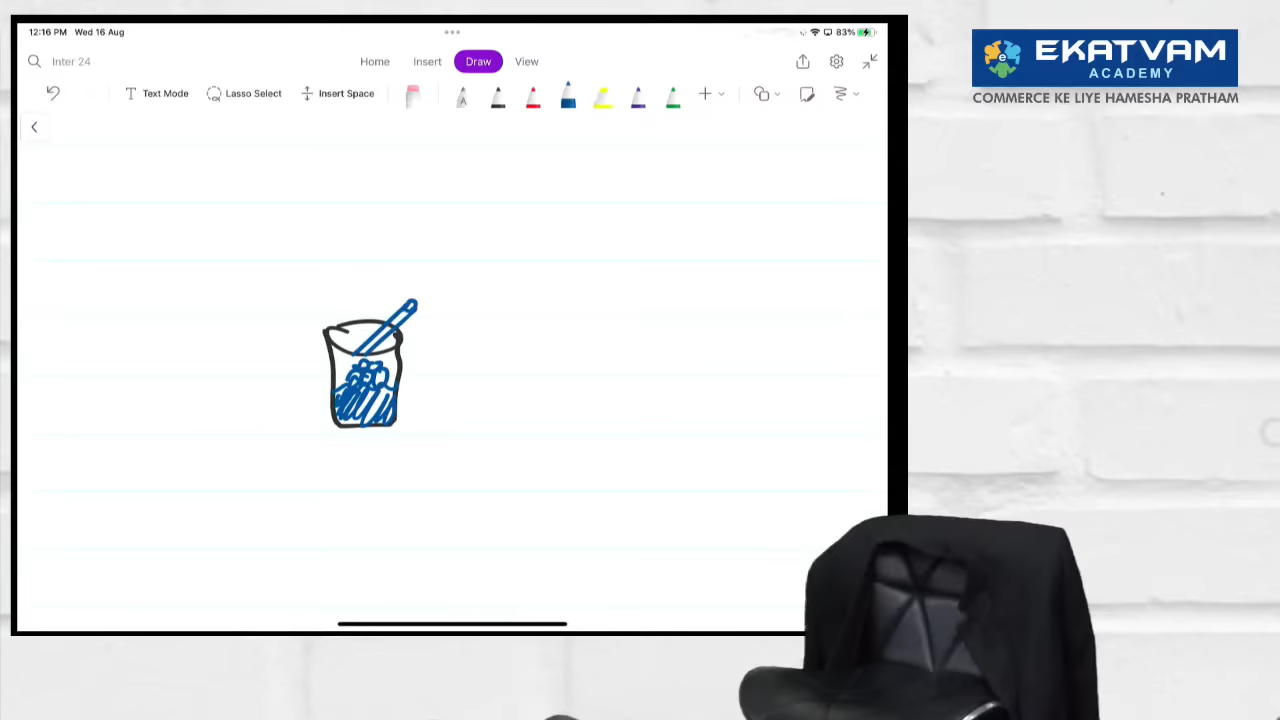 12:16 PM Wed 16 Aug
83%
Inter 24
Home Insert Draw View
Text Mode Lasso Select Insert Space
EKATVAM
ACADEMY
COMMERCE KE LIYE HAMESHA PRATHAM